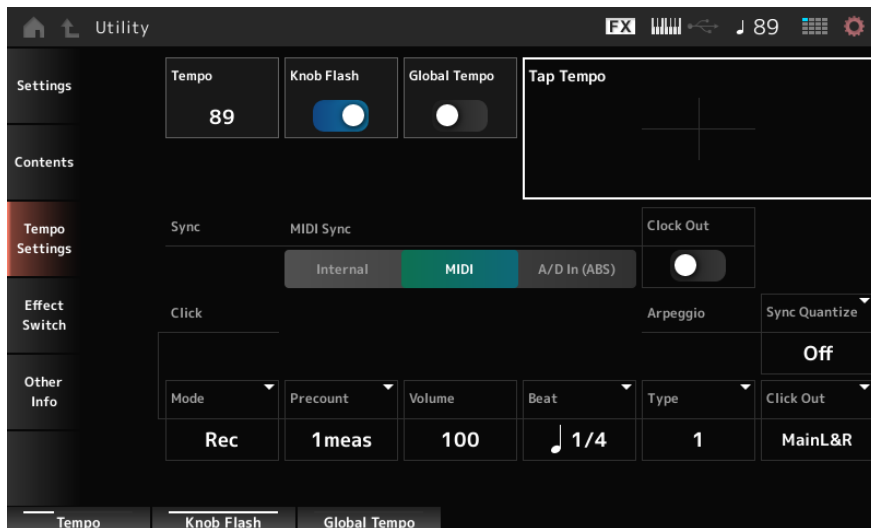 Utility
FX
♩ 89
Settings
Contents
Tempo
Settings
Effect
Switch
Other
Info
Tempo
89
Knob Flash
Global Tempo
Tap Tempo
Sync
MIDI Sync
Internal
MIDI
A/D In (ABS)
Clock Out
Click
Arpeggio
Sync Quantize
Off
Mode
Rec
Precount
1meas
Volume
100
Beat
♩ 1/4
Type
1
Click Out
MainL&R
Tempo
Knob Flash
Global Tempo